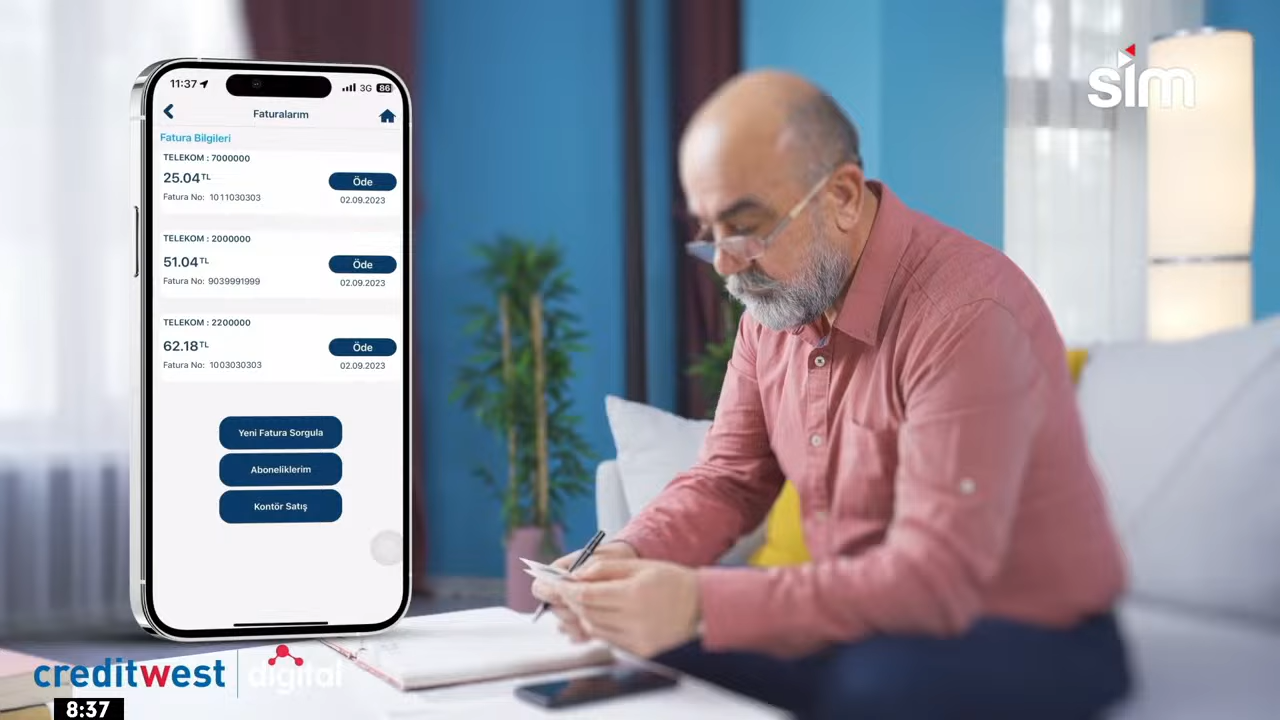 11:37
3G 86
Faturalarım
Fatura Bilgileri
TELEKOM : 7000000
25.04 TL
Öde
Fatura No: 1011030303
02.09.2023
TELEKOM : 2000000
51.04 TL
Öde
Fatura No: 9039991999
02.09.2023
TELEKOM : 2200000
62.18 TL
Öde
Fatura No: 1003030303
02.09.2023
Yeni Fatura Sorgula
Aboneliklerim
Kontör Satış
sim
creditwest digital
8:37